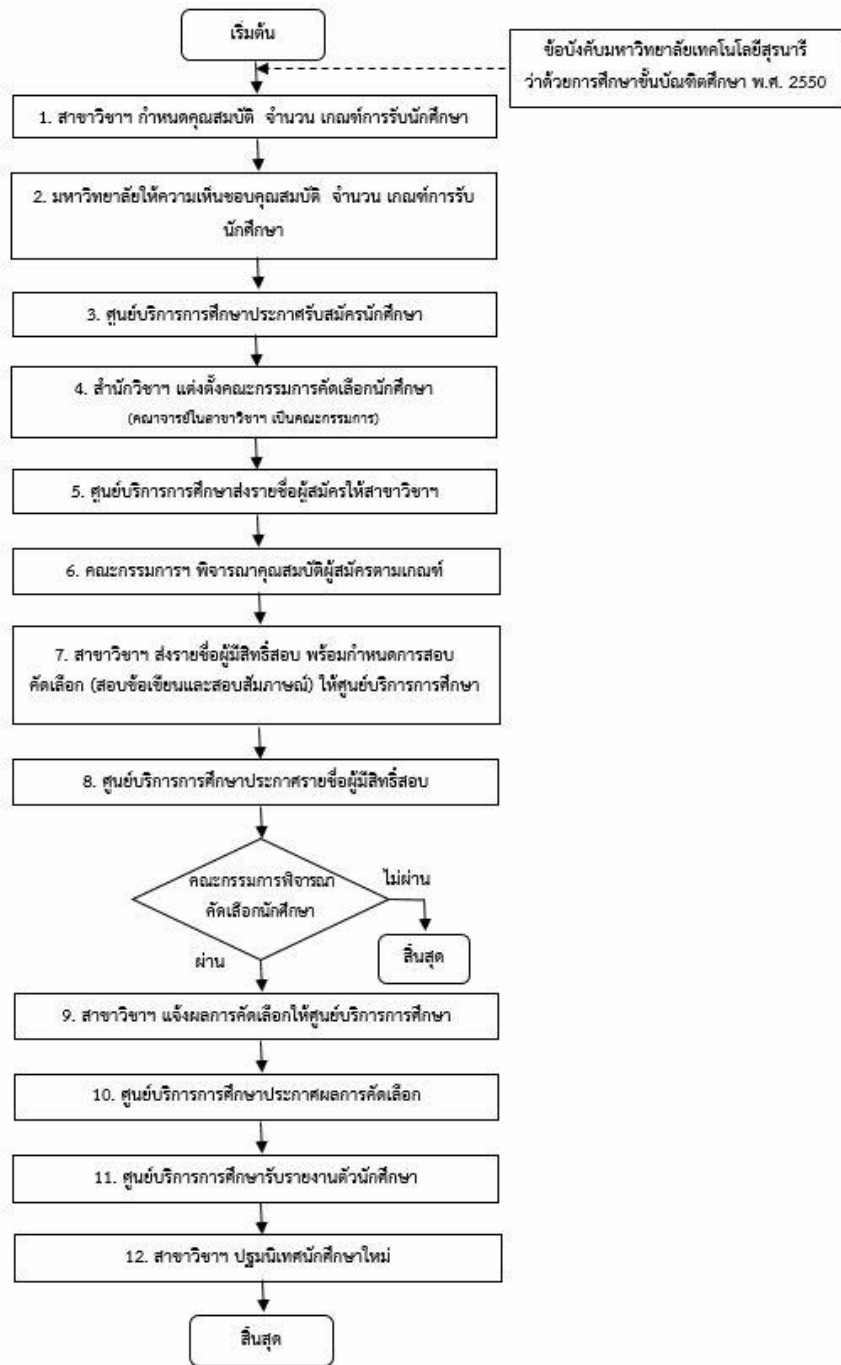 เริ่มต้น
ข้อบังคับมหาวิทยาลัยเทคโนโลยีสุรนารี
ว่าด้วยการศึกษาขั้นบัณฑิตศึกษา พ.ศ. 2550
1. สาขาวิชาฯ กำหนดคุณสมบัติ จำนวน เกณฑ์การรับนักศึกษา
2. มหาวิทยาลัยให้ความเห็นชอบคุณสมบัติ จำนวน เกณฑ์การรับ
นักศึกษา
3. ศูนย์บริการการศึกษาประกาศรับสมัครนักศึกษา
4. สำนักวิชาฯ แต่งตั้งคณะกรรมการคัดเลือกนักศึกษา
(คณาจารย์ในสาขาวิชาฯ เป็นคณะกรรมการ)
5. ศูนย์บริการการศึกษาส่งรายชื่อผู้สมัครให้สาขาวิชาฯ
6. คณะกรรมการฯ พิจารณาคุณสมบัติผู้สมัครตามเกณฑ์
7. สาขาวิชาฯ ส่งรายชื่อผู้มีสิทธิ์สอบ พร้อมกำหนดการสอบ
คัดเลือก (สอบข้อเขียนและสอบสัมภาษณ์) ให้ศูนย์บริการการศึกษา
8. ศูนย์บริการการศึกษาประกาศรายชื่อผู้มีสิทธิ์สอบ
คณะกรรมการพิจารณา
คัดเลือกนักศึกษา
ไม่ผ่าน
สิ้นสุด
ผ่าน
9. สาขาวิชาฯ แจ้งผลการคัดเลือกให้ศูนย์บริการการศึกษา
10. ศูนย์บริการการศึกษาประกาศผลการคัดเลือก
11. ศูนย์บริการการศึกษารับรายงานตัวนักศึกษา
12. สาขาวิชาฯ ปฐมนิเทศนักศึกษาใหม่
สิ้นสุด